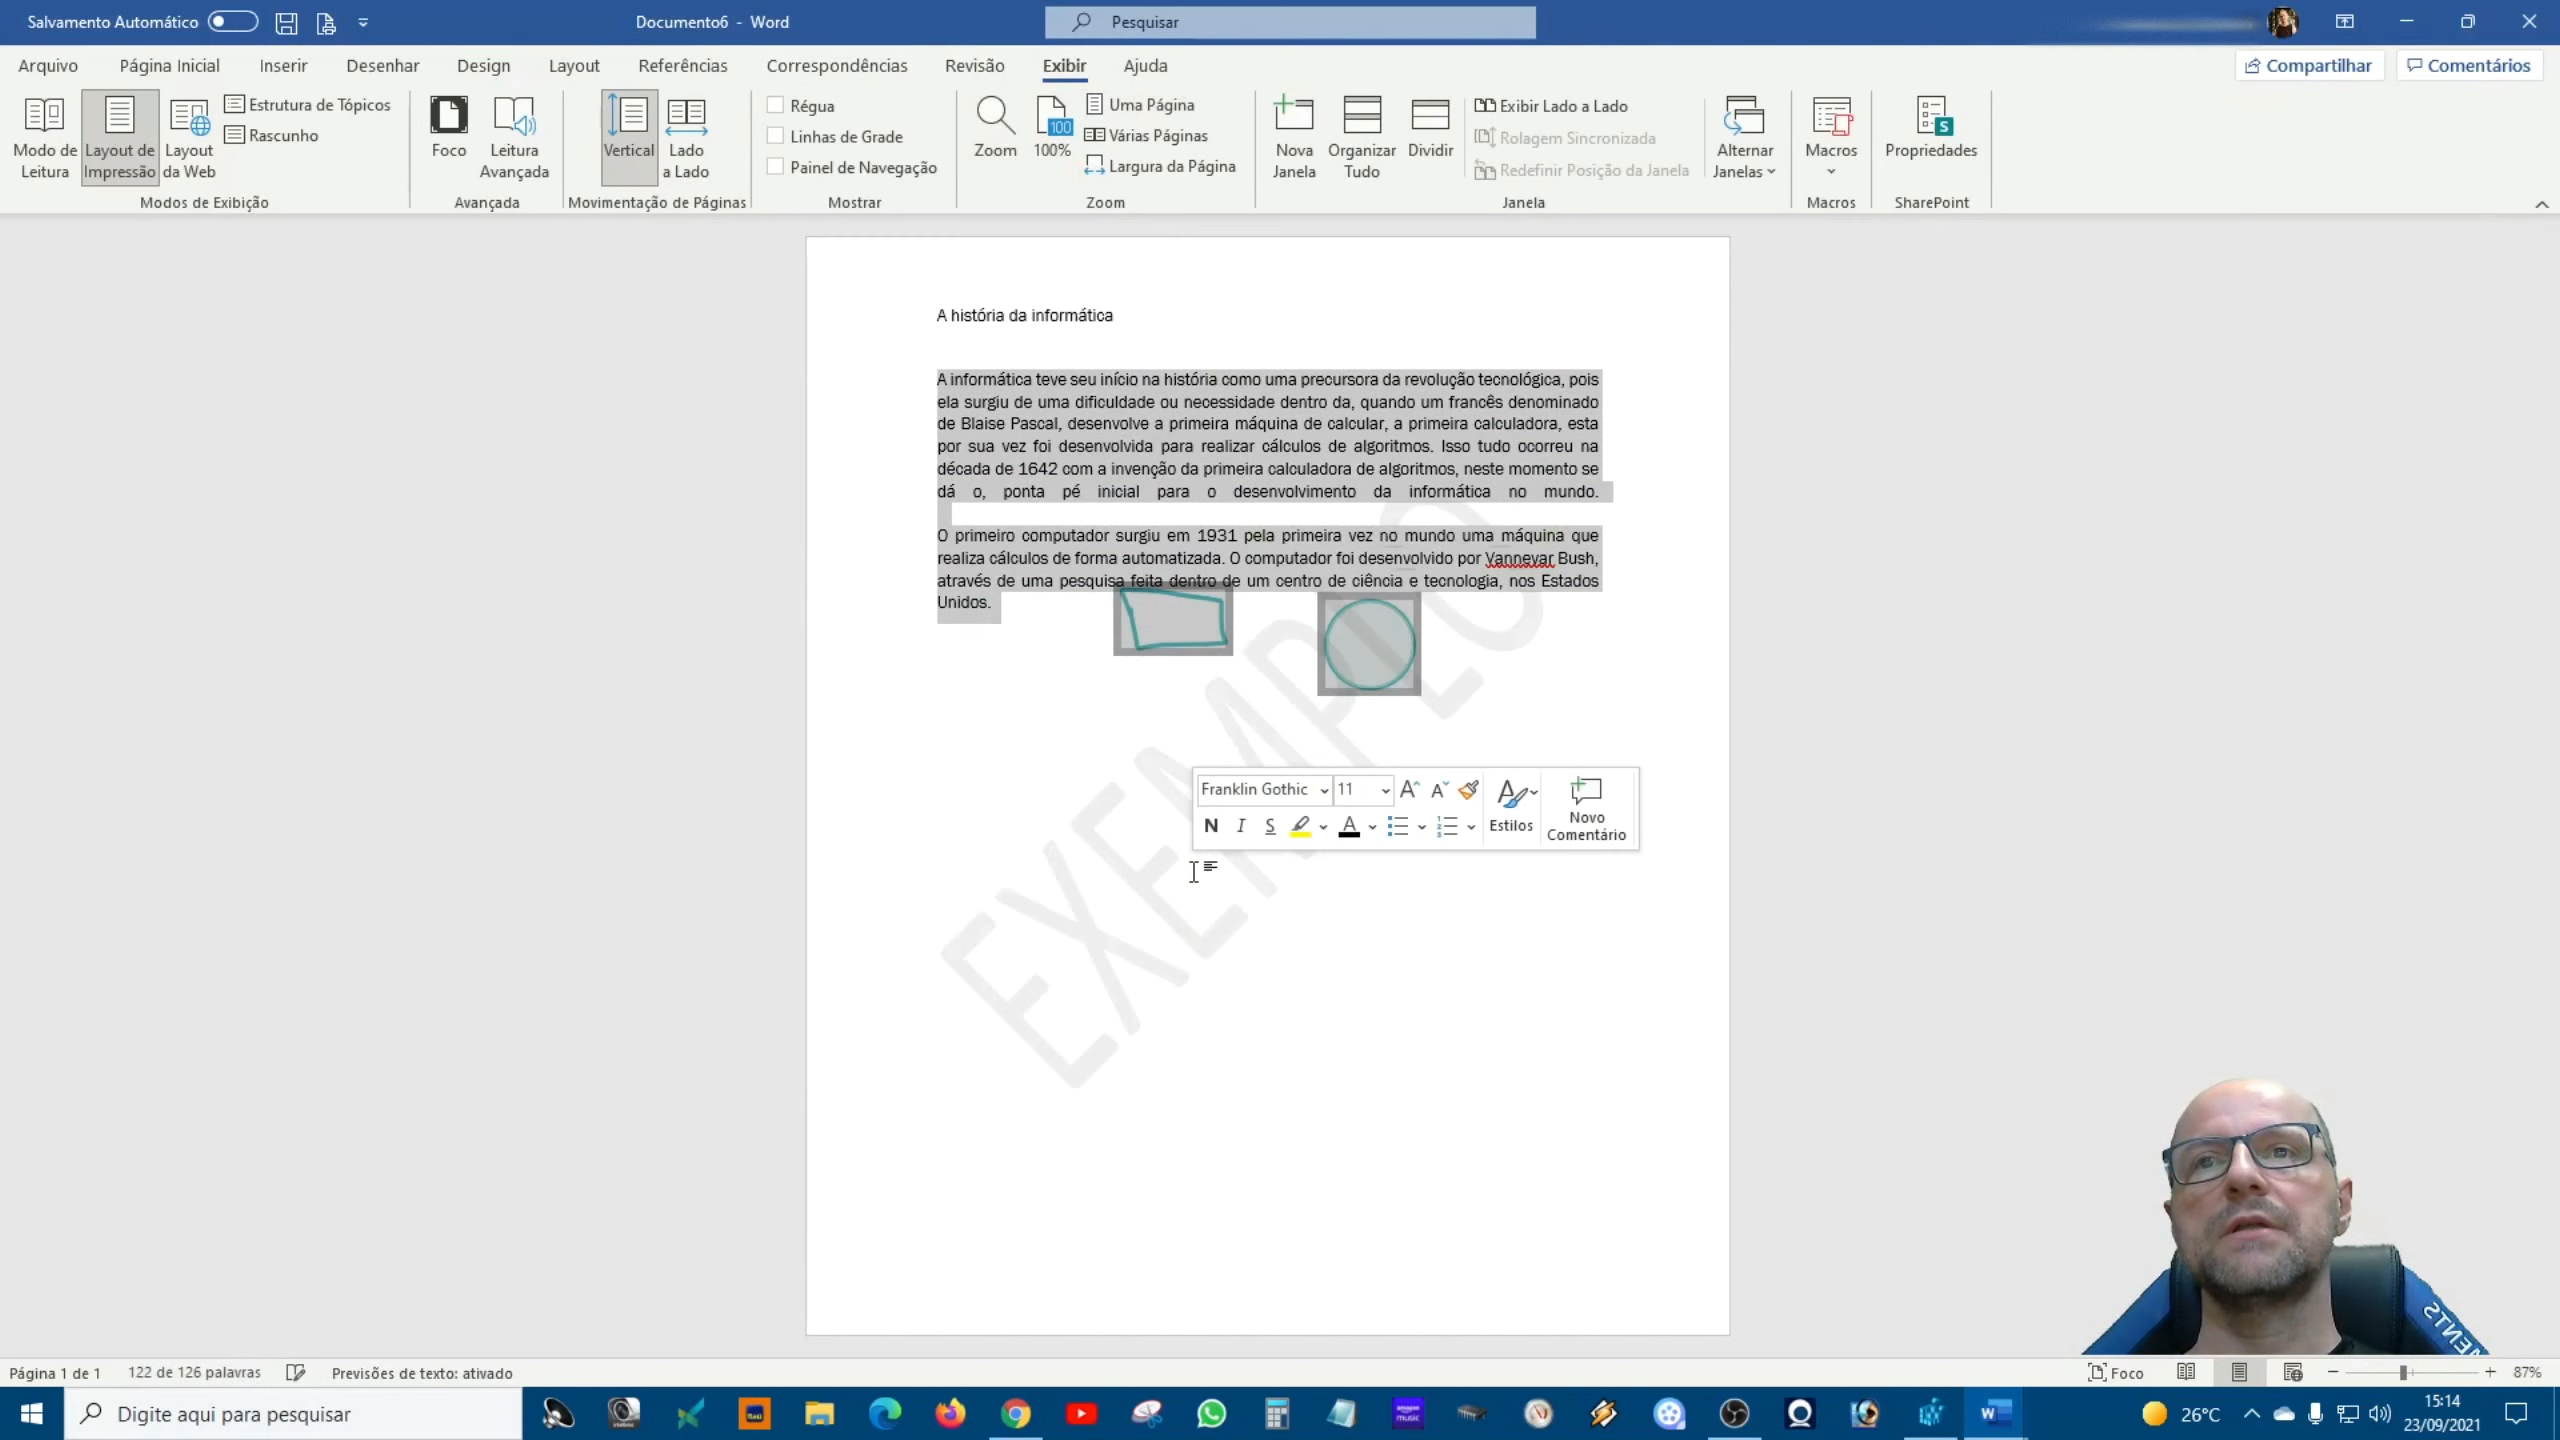 Salvamento Automático
Documento6 - Word
Pesquisar
Arquivo Página Inicial Inserir Desenhar Design Layout Referências Correspondências Revisão Exibir Ajuda
Compartilhar
Comentários
Modo de Leitura
Layout de Impressão
Layout da Web
Estrutura de Tópicos
Rascunho
Modos de Exibição
Foco
Leitura Avançada
Avançada
Vertical
Lado a Lado
Movimentação de Páginas
Régua
Linhas de Grade
Painel de Navegação
Mostrar
Zoom
100
100%
Uma Página
Várias Páginas
Largura da Página
Zoom
Nova Janela
Organizar Tudo
Dividir
Exibir Lado a Lado
Rolagem Sincronizada
Redefinir Posição da Janela
Alternar Janelas
Janela
Macros
Macros
Propriedades
SharePoint
A história da informática
A informática teve seu início na história como uma precursora da revolução tecnológica, pois
ela surgiu de uma dificuldade ou necessidade dentro da, quando um francês denominado
de Blaise Pascal, desenvolve a primeira máquina de calcular, a primeira calculadora, esta
por sua vez foi desenvolvida para realizar cálculos de algoritmos. Isso tudo ocorreu na
década de 1642 com a invenção da primeira calculadora de algoritmos, neste momento se
dá o, ponta pé inicial para o desenvolvimento da informática no mundo.
O primeiro computador surgiu em 1931 pela primeira vez no mundo uma máquina que
realiza cálculos de forma automatizada. O computador foi desenvolvido por Vannevar Bush,
através de uma pesquisa feita dentro de um centro de ciência e tecnologia, nos Estados
Unidos.
EXEMPLO
Franklin Gothic 11
N I S
Estilos
Novo Comentário
Página 1 de 1 122 de 126 palavras Previsões de texto: ativado
Foco
87%
Digite aqui para pesquisar
26°C
15:14
23/09/2021